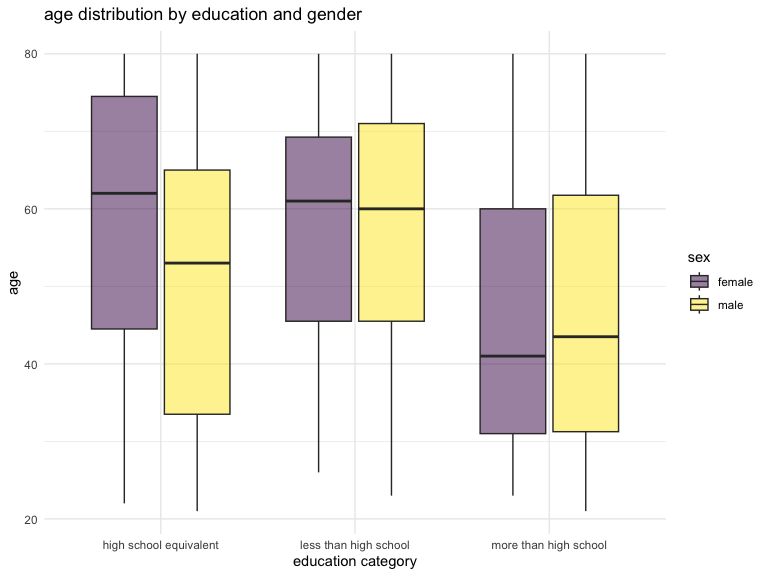 age distribution by education and gender
80
60
40
20
age
high school equivalent
less than high school
more than high school
education category
sex
female
male